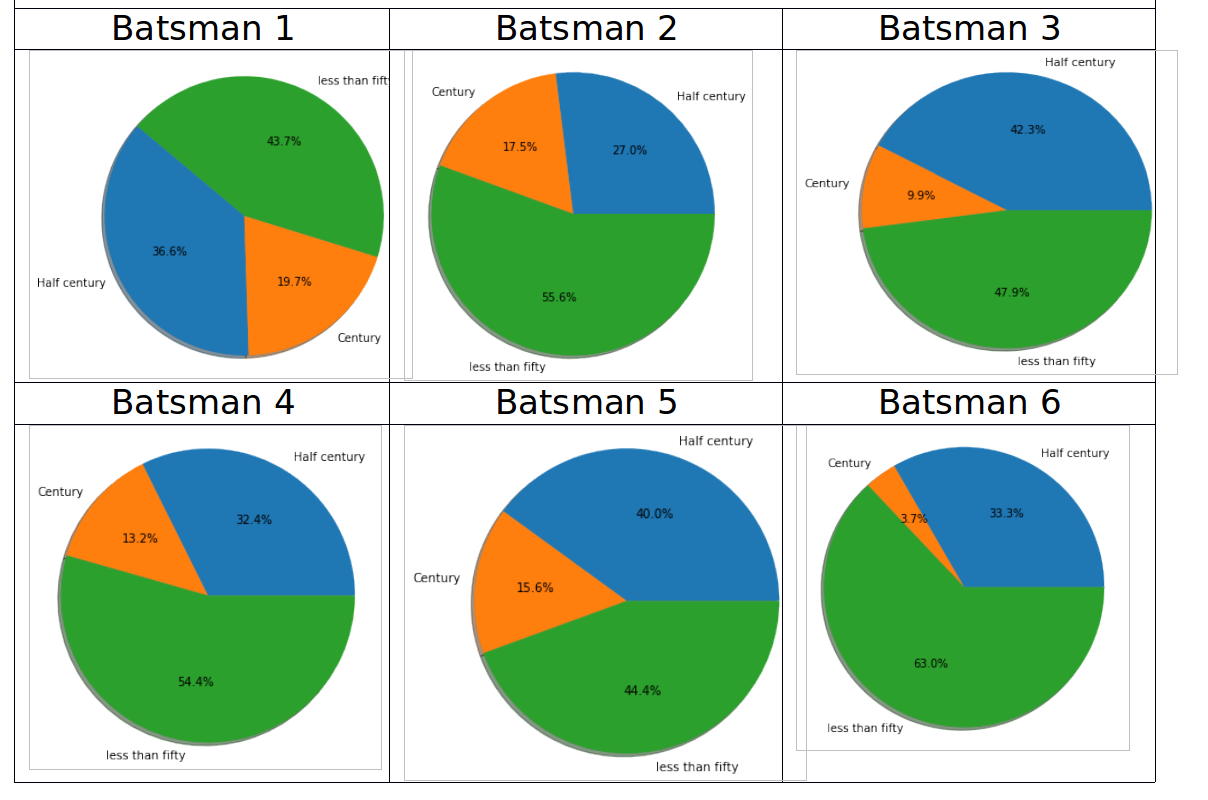 Batsman 1
Batsman 2
Batsman 3
less than fift
43.7%
36.6%
Half century
19.7%
Century
Century
Half century
17.5%
27.0%
55.6%
less than fifty
Half century
42.3%
Century
9.9%
47.9%
less than fifty
Batsman 4
Batsman 5
Batsman 6
Half century
Century
32.4%
13.2%
54.4%
less than fifty
Half century
40.0%
Century
15.6%
44.4%
less than fifty
Half century
Century
33.3%
3.7%
63.0%
less than fifty